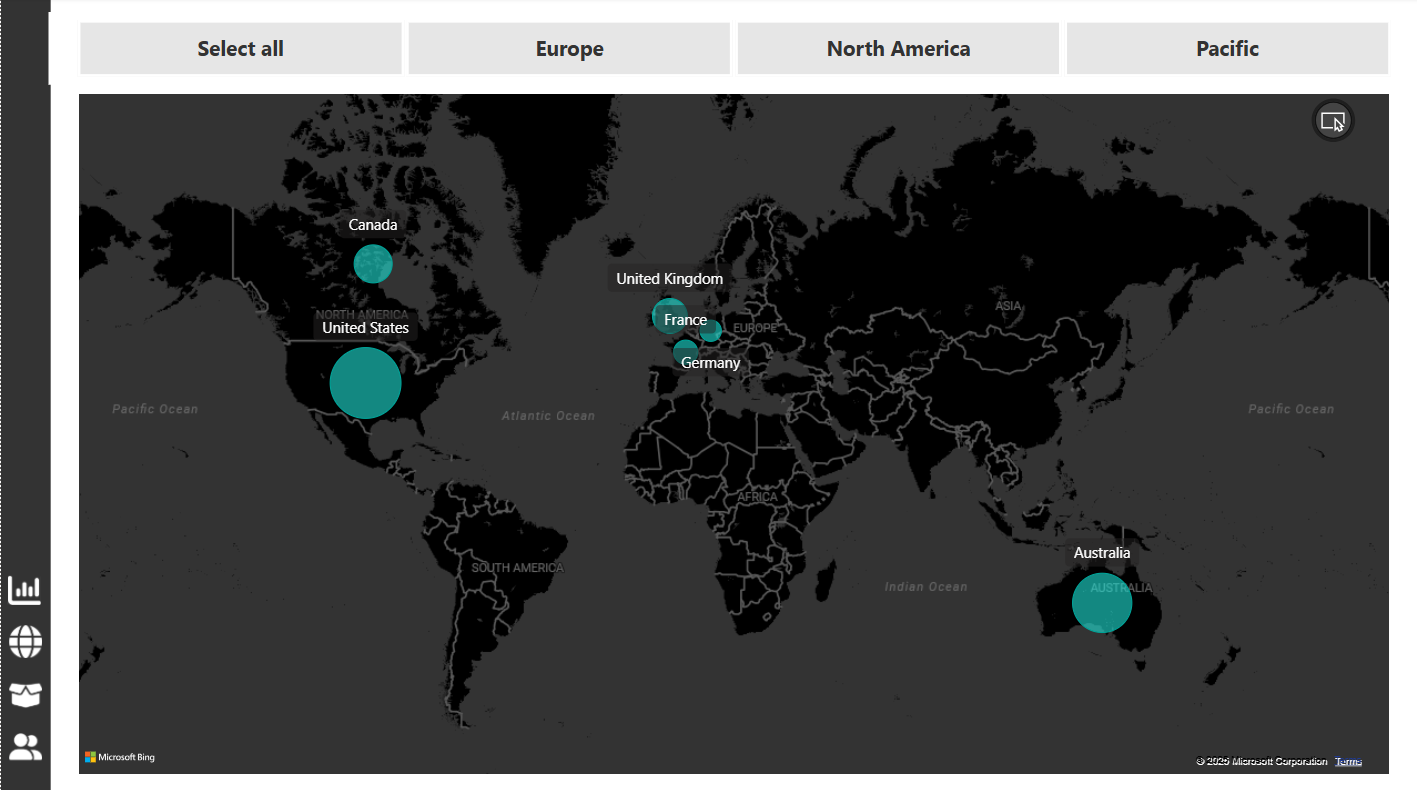 Select all
Europe
North America
Pacific
Canada
United Kingdom
NORTH AMERICA
United States
France
EUROPE
ASIA
Germany
Pacific Ocean
Atlantic Ocean
Pacific Ocean
AFRICA
Australia
SOUTH AMERICA
Indian Ocean
AUSTRALIA
Microsoft Bing
© 2025 Microsoft Corporation Terms